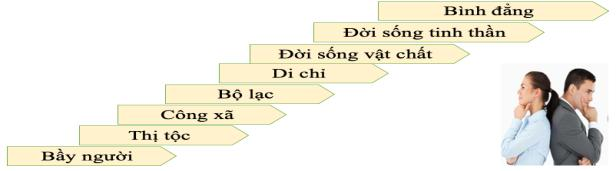 Bình đẳng
Đời sống tinh thần
Đời sống vật chất
Di chỉ
Bộ lạc
Công xã
Thị tộc
Bầy người